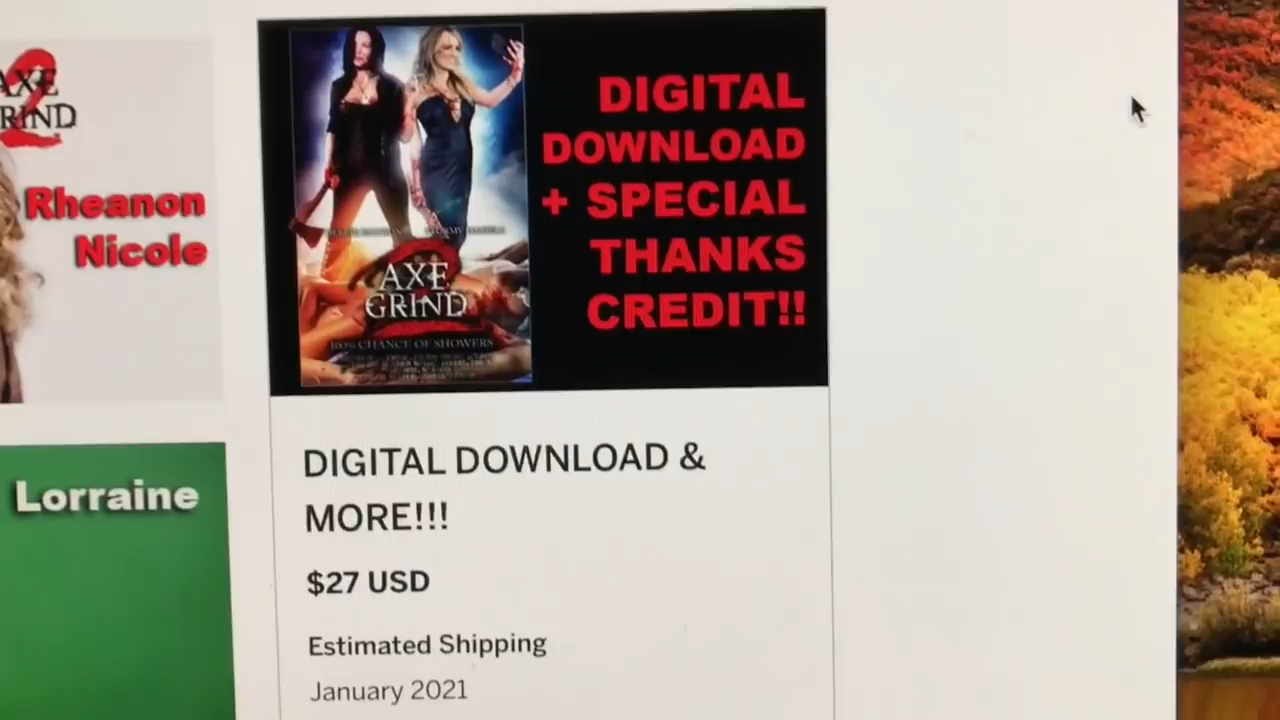 AXE
GRIND
2
Rheanon
Nicole
Lorraine
DIGITAL
DOWNLOAD
+ SPECIAL
THANKS
CREDIT!!
AXE
GRIND
2
100% CHANCE OF SHOWERS
DIGITAL DOWNLOAD &
MORE!!!
$27 USD
Estimated Shipping
January 2021